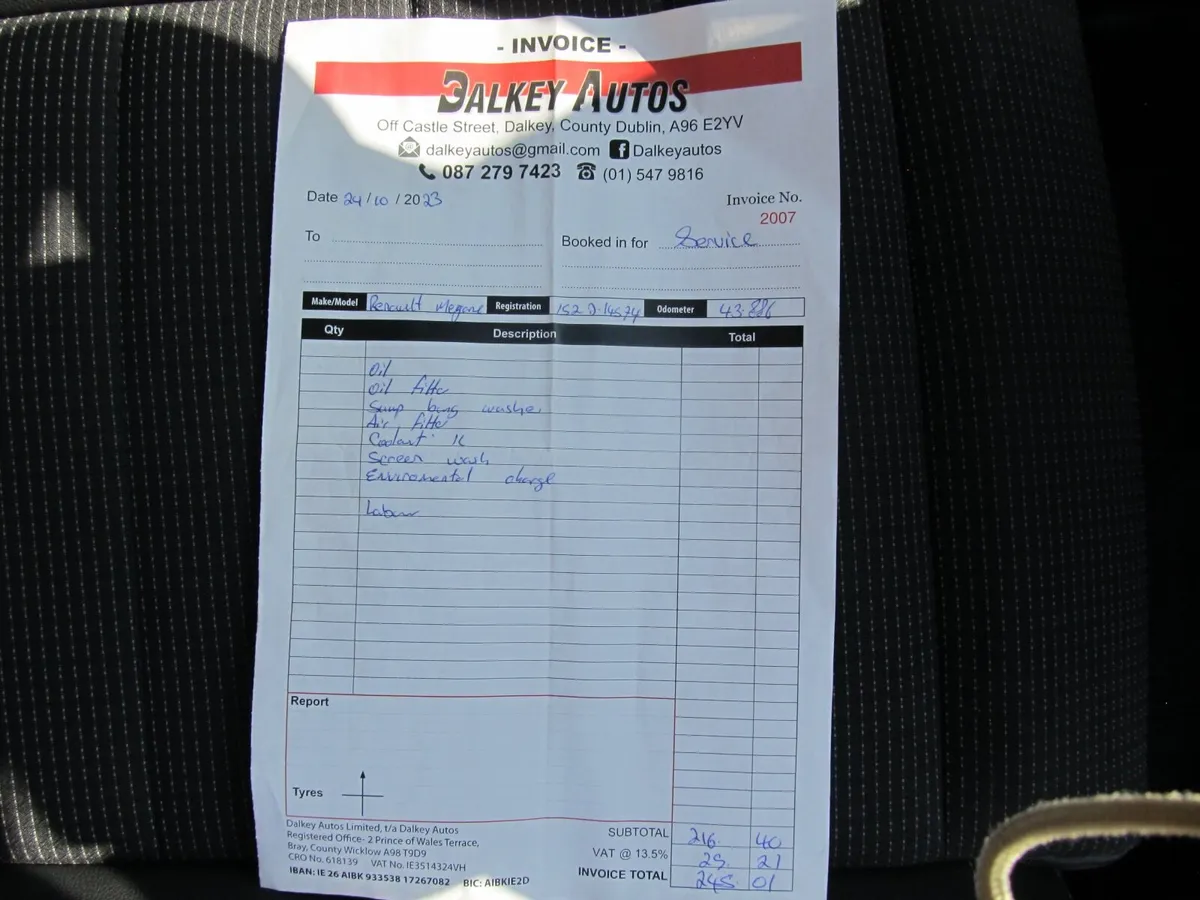 - INVOICE -
DALKEY AUTOS
Off Castle Street, Dalkey, County Dublin, A96 E2YV
dalkeyautos@gmail.com Dalkeyautos
087 279 7423 (01) 547 9816
Date 24/10/2023 Invoice No.
2007
To Booked in for Service
Make/Model Renault Megane Registration 152 D-14574 Odometer 43.886
Qty Description Total
Oil
Oil filte
Sump bung washer
Air filte
Coolant 1L
Screen wash
Enviromental charge
Labour
Report
Tyres
Dalkey Autos Limited, t/a Dalkey Autos
Registered Office- 2 Prince of Wales Terrace,
Bray, County Wicklow A98 T9D9
CRO No. 618139 VAT No. IE3514324VH
IBAN: IE 26 AIBK 933538 17267082 BIC: AIBKIE2D
SUBTOTAL 216. 40
VAT @ 13.5% 29. 21
INVOICE TOTAL 245. 01